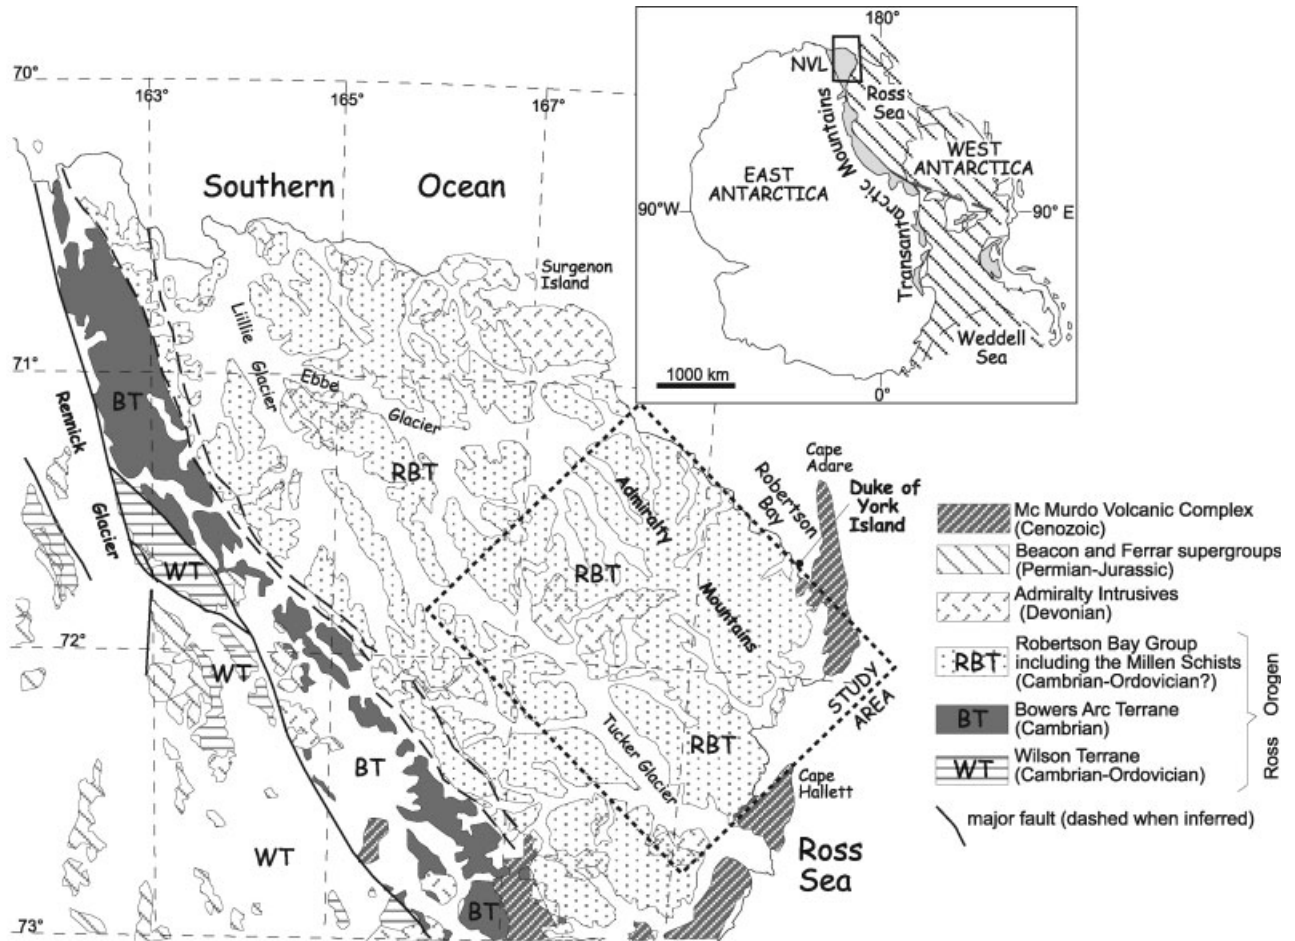 70°
163°
165°
167°
Southern Ocean
Surgenon
Island
Lillie
Glacier
Ebbe
Glacier
71°
BT
Rennick
Glacier
RBT
Admiralty
Mountains
Robertson
Bay
Cape
Adare
Duke of
York
Island
WT
RBT
72°
WT
STUDY
AREA
Tucker Glacier
RBT
BT
Cape
Hallett
WT
Ross
Sea
BT
73°
180°
NVL
Ross
Sea
WEST
ANTARCTICA
EAST
ANTARCTICA
Transantarctic Mountains
90°W
90° E
Weddell
Sea
1000 km
0°
Mc Murdo Volcanic Complex
(Cenozoic)
Beacon and Ferrar supergroups
(Permian-Jurassic)
Admiralty Intrusives
(Devonian)
RBT
Robertson Bay Group
including the Millen Schists
(Cambrian-Ordovician?)
BT
Bowers Arc Terrane
(Cambrian)
WT
Wilson Terrane
(Cambrian-Ordovician)
Ross Orogen
major fault (dashed when inferred)